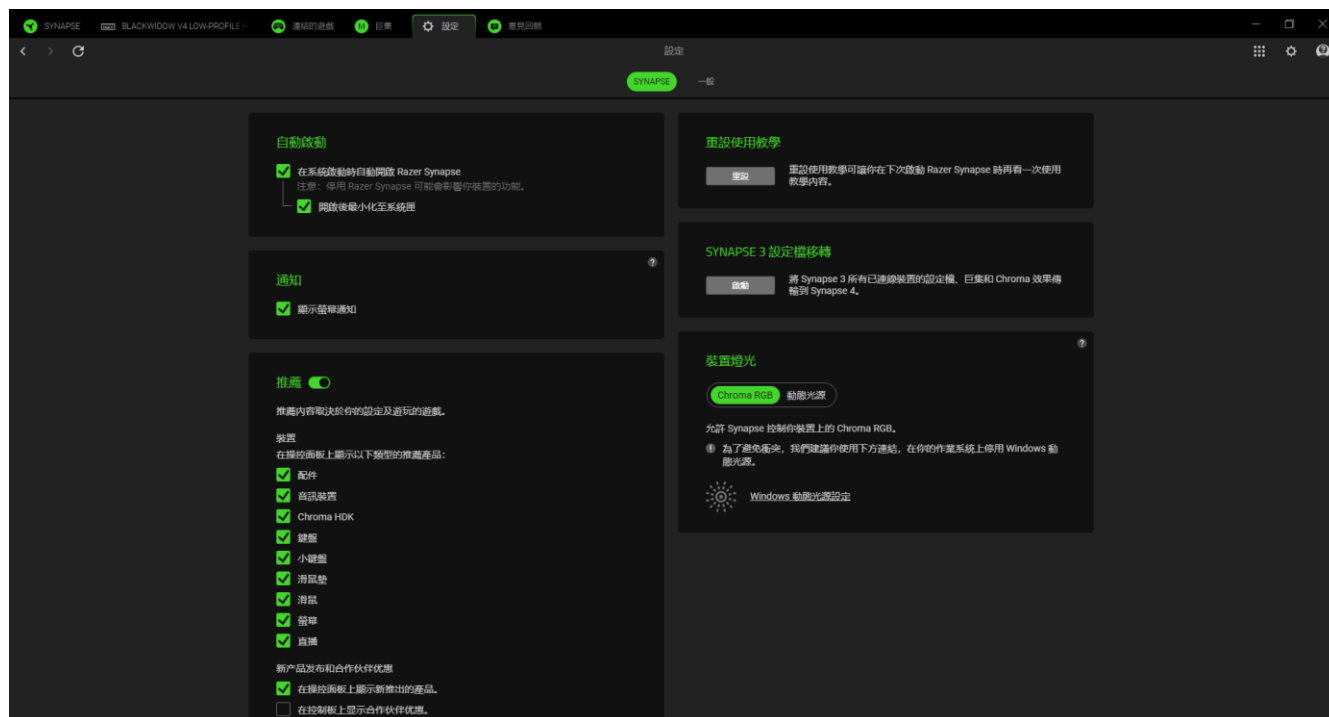 SYNAPSE
BLACKWIDOW V4 LOW-PROFILE
連結的遊戲
巨集
設定
意見回饋
設定
SYNAPSE
一般
自動啟動
在系統啟動時自動開啟 Razer Synapse
注意：停用 Razer Synapse 可能會影響你裝置的功能。
開啟後最小化至系統匣
通知
顯示螢幕通知
推薦
推薦內容取決於你的設定及遊玩的遊戲。
裝置
在操控面板上顯示以下類型的推薦產品：
配件
音訊裝置
Chroma HDK
鍵盤
小鍵盤
滑鼠墊
滑鼠
螢幕
直播
新产品发布和合作伙伴优惠
在操控面板上顯示新推出的產品。
在控制板上显示合作伙伴优惠。
重設使用教學
重設
重設使用教學可讓你在下次啟動 Razer Synapse 時再看一次使用
教學內容。
SYNAPSE 3 設定檔移轉
啟動
將 Synapse 3 所有已連線裝置的設定檔、巨集和 Chroma 效果傳
輸到 Synapse 4。
裝置燈光
Chroma RGB
動態光源
允許 Synapse 控制你裝置上的 Chroma RGB。
為了避免衝突，我們建議你使用下方連結，在你的作業系統上停用 Windows 動
態光源。
Windows 動態光源設定